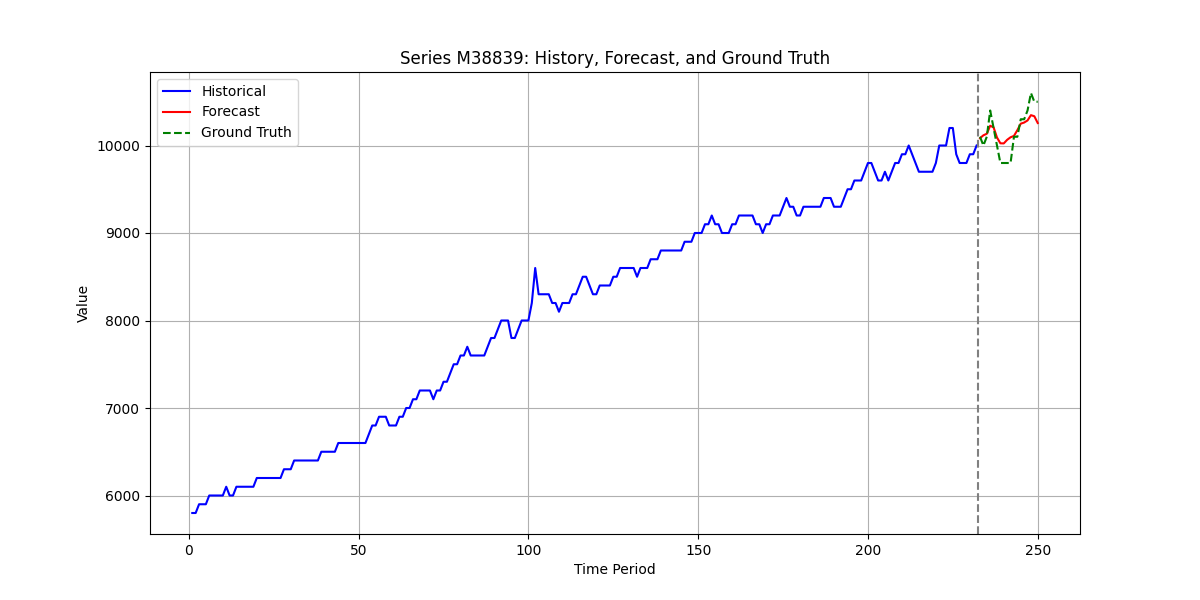 Series M38839: History, Forecast, and Ground Truth
Historical
Forecast
Ground Truth
10000
9000
8000
7000
6000
Value
0 50 100 150 200 250
Time Period